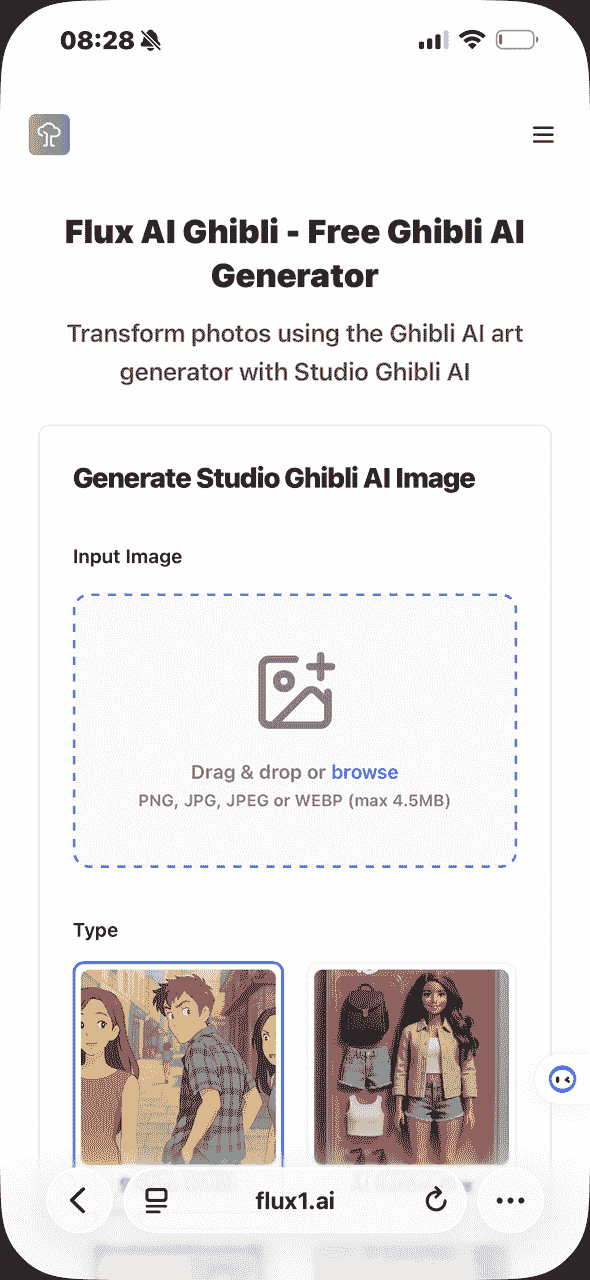 08:28
Flux AI Ghibli - Free Ghibli AI
Generator
Transform photos using the Ghibli AI art
generator with Studio Ghibli AI
Generate Studio Ghibli AI Image
Input Image
Drag & drop or browse
PNG, JPG, JPEG or WEBP (max 4.5MB)
Type
flux1.ai